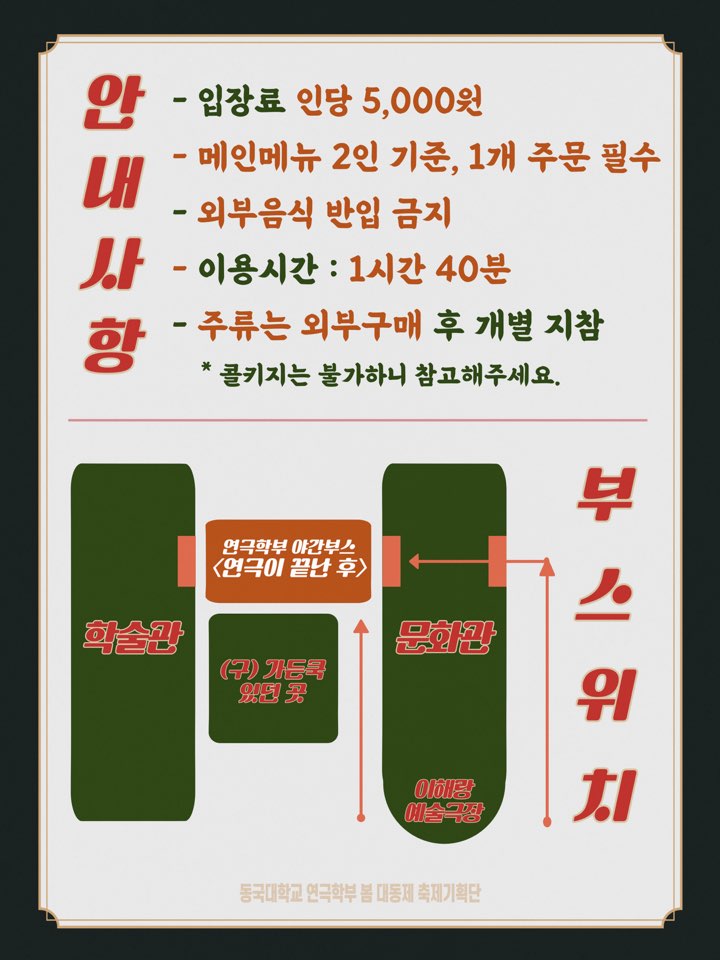 안내사항
- 입장료 인당 5,000원
- 메인메뉴 2인 기준, 1개 주문 필수
- 외부음식 반입 금지
- 이용시간 : 1시간 40분
- 주류는 외부구매 후 개별 지참
* 콜키지는 불가하니 참고해주세요.
부스위치
연극학부 야간부스
<연극이 끝난 후>
학술관
(구) 가든쿡
있던 곳
문화관
이해랑
예술극장
동국대학교 연극학부 봄 대동제 축제기획단